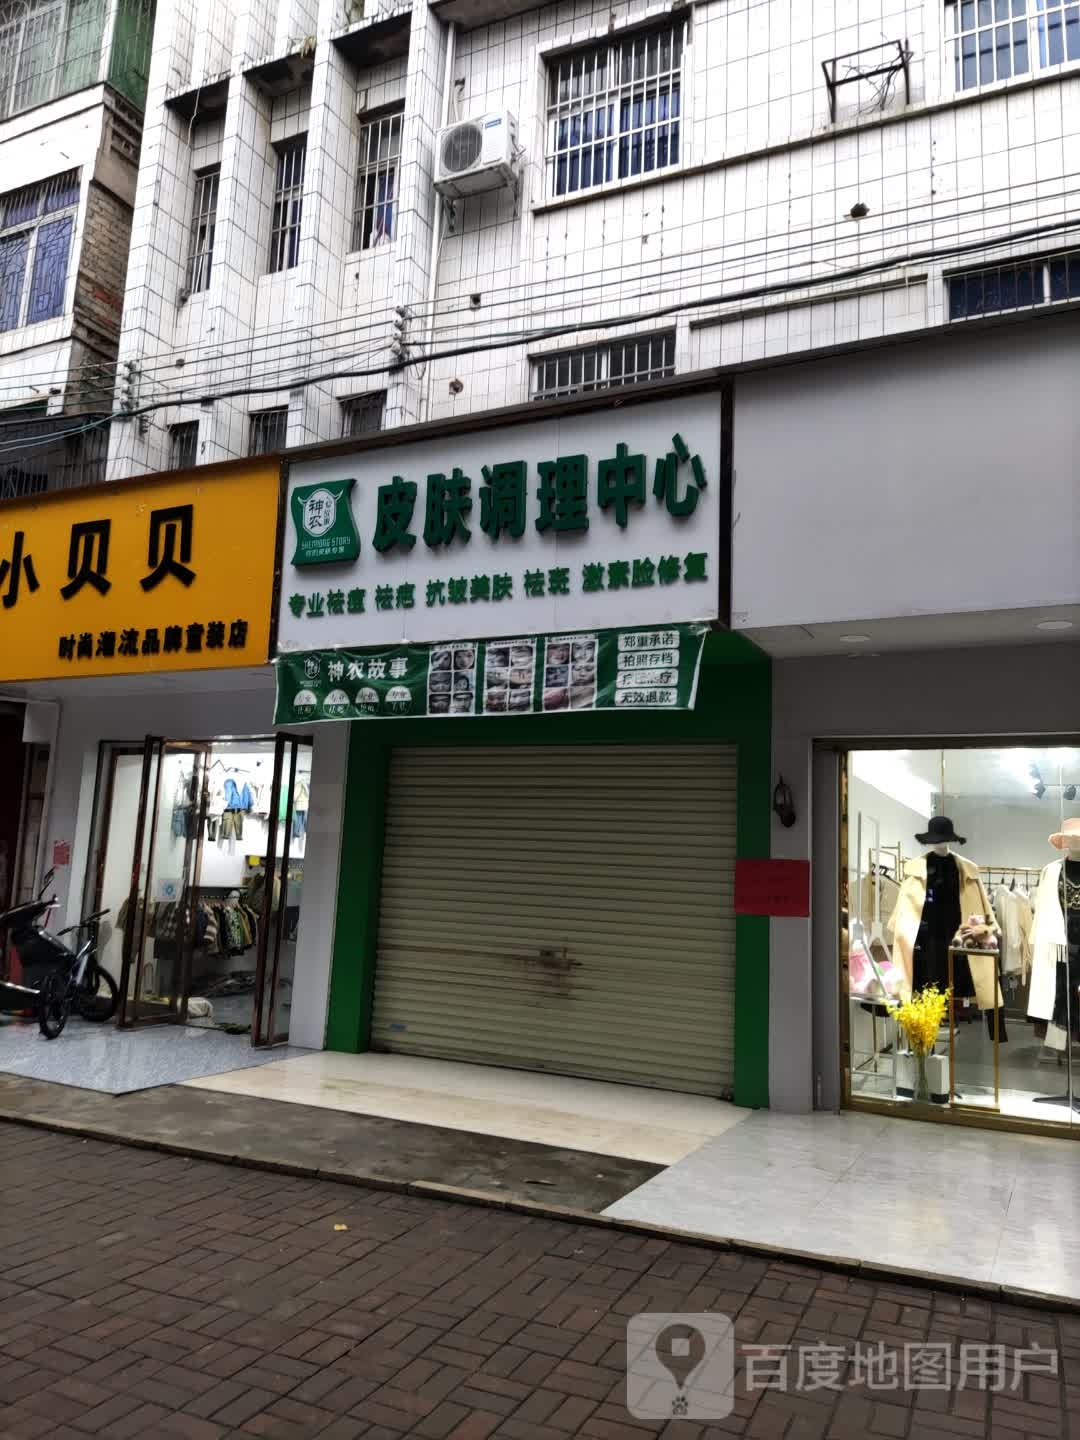 小贝贝
时尚潮流品牌童装店
神农
SHENNONG STORY
皮肤调理中心
专业祛痘 祛疤 抗皱美肤 祛斑 激素脸修复
神农故事
郑重承诺
拍照存档
无效退款
百度地图用户